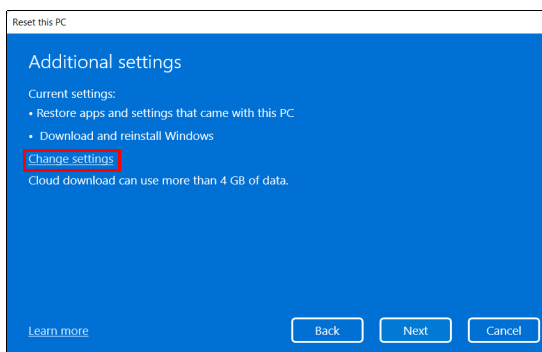 Reset this PC
Additional settings
Current settings:
• Restore apps and settings that came with this PC
• Download and reinstall Windows
Change settings
Cloud download can use more than 4 GB of data.
Learn more
Back
Next
Cancel